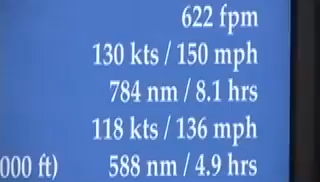 622 fpm
130 kts / 150 mph
784 nm / 8.1 hrs
118 kts / 136 mph
000 ft) 588 nm / 4.9 hrs